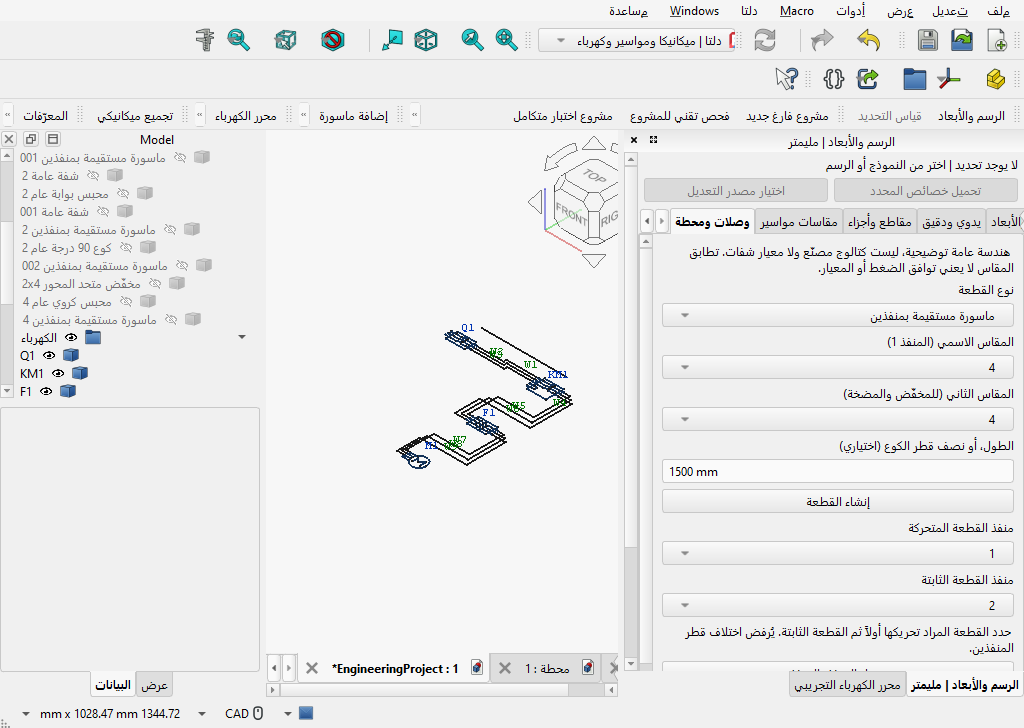 ملف تعديل عرض أدوات Macro دلتا Windows مساعدة
دلتا | ميكانيكا ومواسير وكهرباء
الرسم والأبعاد قياس التحديد مشروع فارغ جديد فحص تقني للمشروع مشروع اختبار متكامل إضافة ماسورة محرر الكهرباء تجميع ميكانيكي المعرّفات
Model
ماسورة مستقيمة بمنفذين 001
شفة عامة 2
محبس بوابة عام 2
شفة عامة 001
ماسورة مستقيمة بمنفذين 2
كوع 90 درجة عام 2
ماسورة مستقيمة بمنفذين 002
مخفّض متحد المحور 2x4
محبس كروي عام 4
ماسورة مستقيمة بمنفذين 4
الكهرباء
Q1
KM1
F1
البيانات
عرض
TOP
FRONT
RIG
Q1
W1
KM1
F1
W7
M1
*EngineeringProject : 1
محطة : 1
الرسم والأبعاد | مليمتر
لا يوجد تحديد | اختر من النموذج أو الرسم
تحميل خصائص المحدد
اختيار مصدر التعديل
الأبعاد
يدوي ودقيق
مقاطع وأجزاء
مقاسات مواسير
وصلات ومحطة
هندسة عامة توضيحية، ليست كتالوج مصنّع ولا معيار شفات. تطابق
المقاس لا يعني توافق الضغط أو المعيار.
نوع القطعة
ماسورة مستقيمة بمنفذين
المقاس الاسمي (المنفذ 1)
4
المقاس الثاني (للمخفّض والمضخة)
4
الطول، أو نصف قطر الكوع (اختياري)
1500 mm
إنشاء القطعة
منفذ القطعة المتحركة
1
منفذ القطعة الثابتة
2
حدد القطعة المراد تحريكها أولاً ثم القطعة الثابتة. يُرفض اختلاف قطر
المنفذين.
الرسم والأبعاد | مليمتر
محرر الكهرباء التجريبي
CAD
mm x 1028.47 mm 1344.72